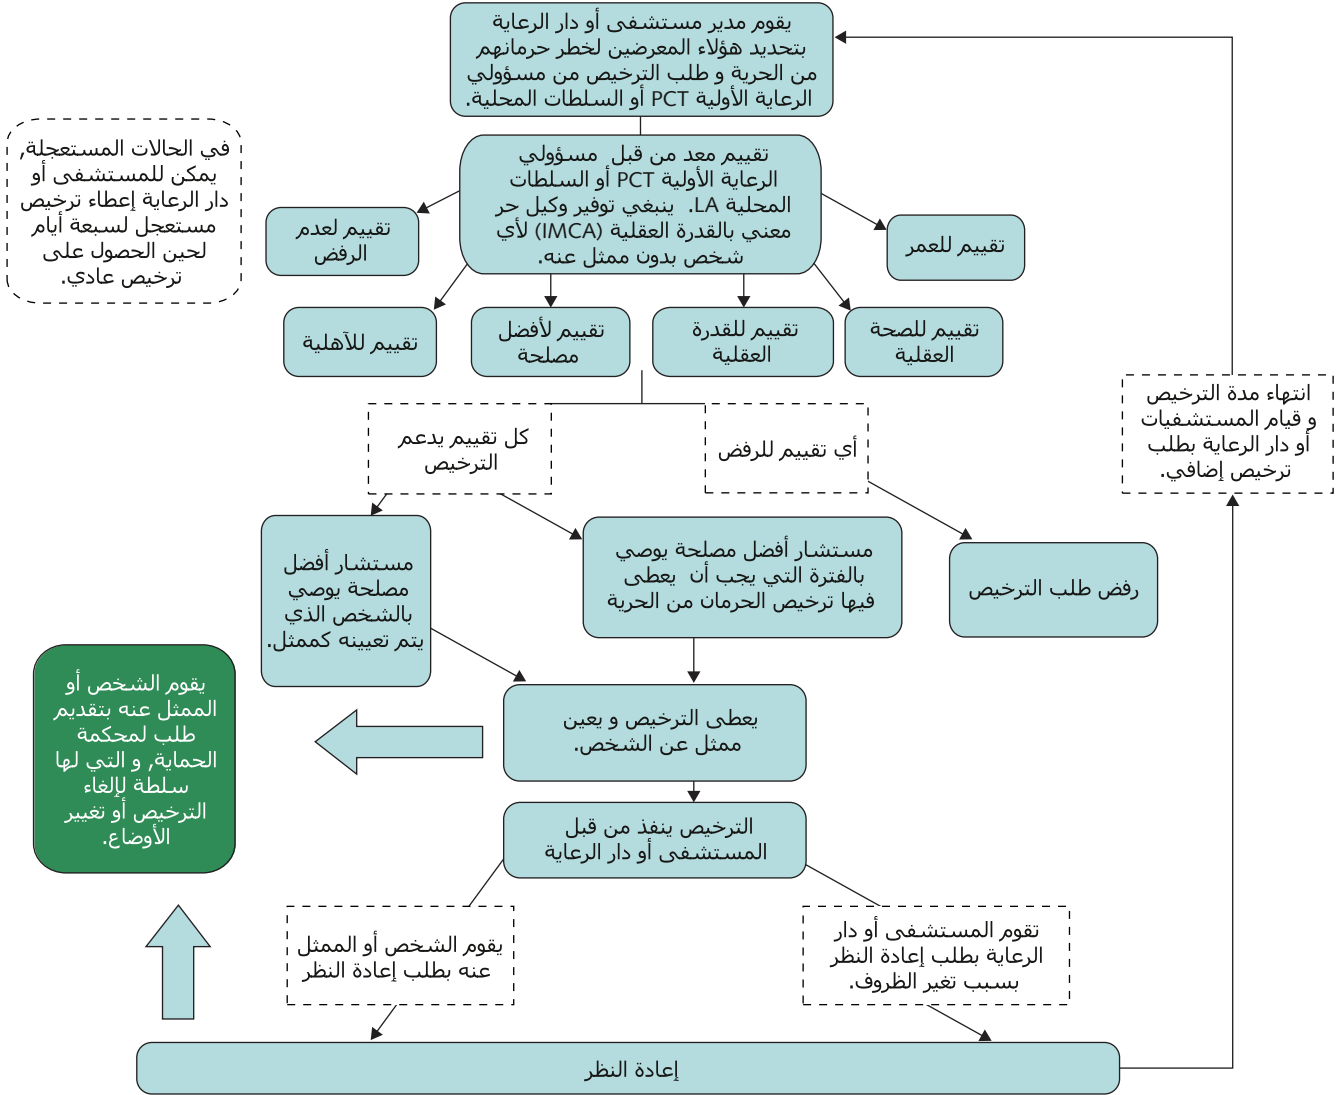 يقوم مدير مستشفى أو دار الرعاية
بتحديد هؤلاء المعرضين لخطر حرمانهم
من الحرية و طلب الترخيص من مسؤولي
الرعاية الأولية PCT أو السلطات المحلية.
في الحالات المستعجلة,
يمكن للمستشفى أو
دار الرعاية إعطاء ترخيص
مستعجل لسبعة أيام
لحين الحصول على
ترخيص عادي.
تقييم معد من قبل مسؤولي
الرعاية الأولية PCT أو السلطات
المحلية LA. ينبغي توفير وكيل حر
معني بالقدرة العقلية (IMCA) لأي
شخص بدون ممثل عنه.
تقييم للعمر
تقييم لعدم
الرفض
تقييم للصحة
العقلية
تقييم للقدرة
العقلية
تقييم لأفضل
مصلحة
تقييم للآهلية
انتهاء مدة الترخيص
و قيام المستشفيات
أو دار الرعاية بطلب
ترخيص إضافي.
أي تقييم للرفض
كل تقييم يدعم
الترخيص
رفض طلب الترخيص
مستشار أفضل مصلحة يوصي
بالفترة التي يجب أن يعطى
فيها ترخيص الحرمان من الحرية
مستشار أفضل
مصلحة يوصي
بالشخص الذي
يتم تعيينه كممثل.
يعطى الترخيص و يعين
ممثل عن الشخص.
يقوم الشخص أو
الممثل عنه بتقديم
طلب لمحكمة
الحماية, و التي لها
سلطة لإلغاء
الترخيص أو تغيير
الأوضاع.
الترخيص ينفذ من قبل
المستشفى أو دار الرعاية
تقوم المستشفى أو دار
الرعاية بطلب إعادة النظر
بسبب تغير الظروف.
يقوم الشخص أو الممثل
عنه بطلب إعادة النظر
إعادة النظر